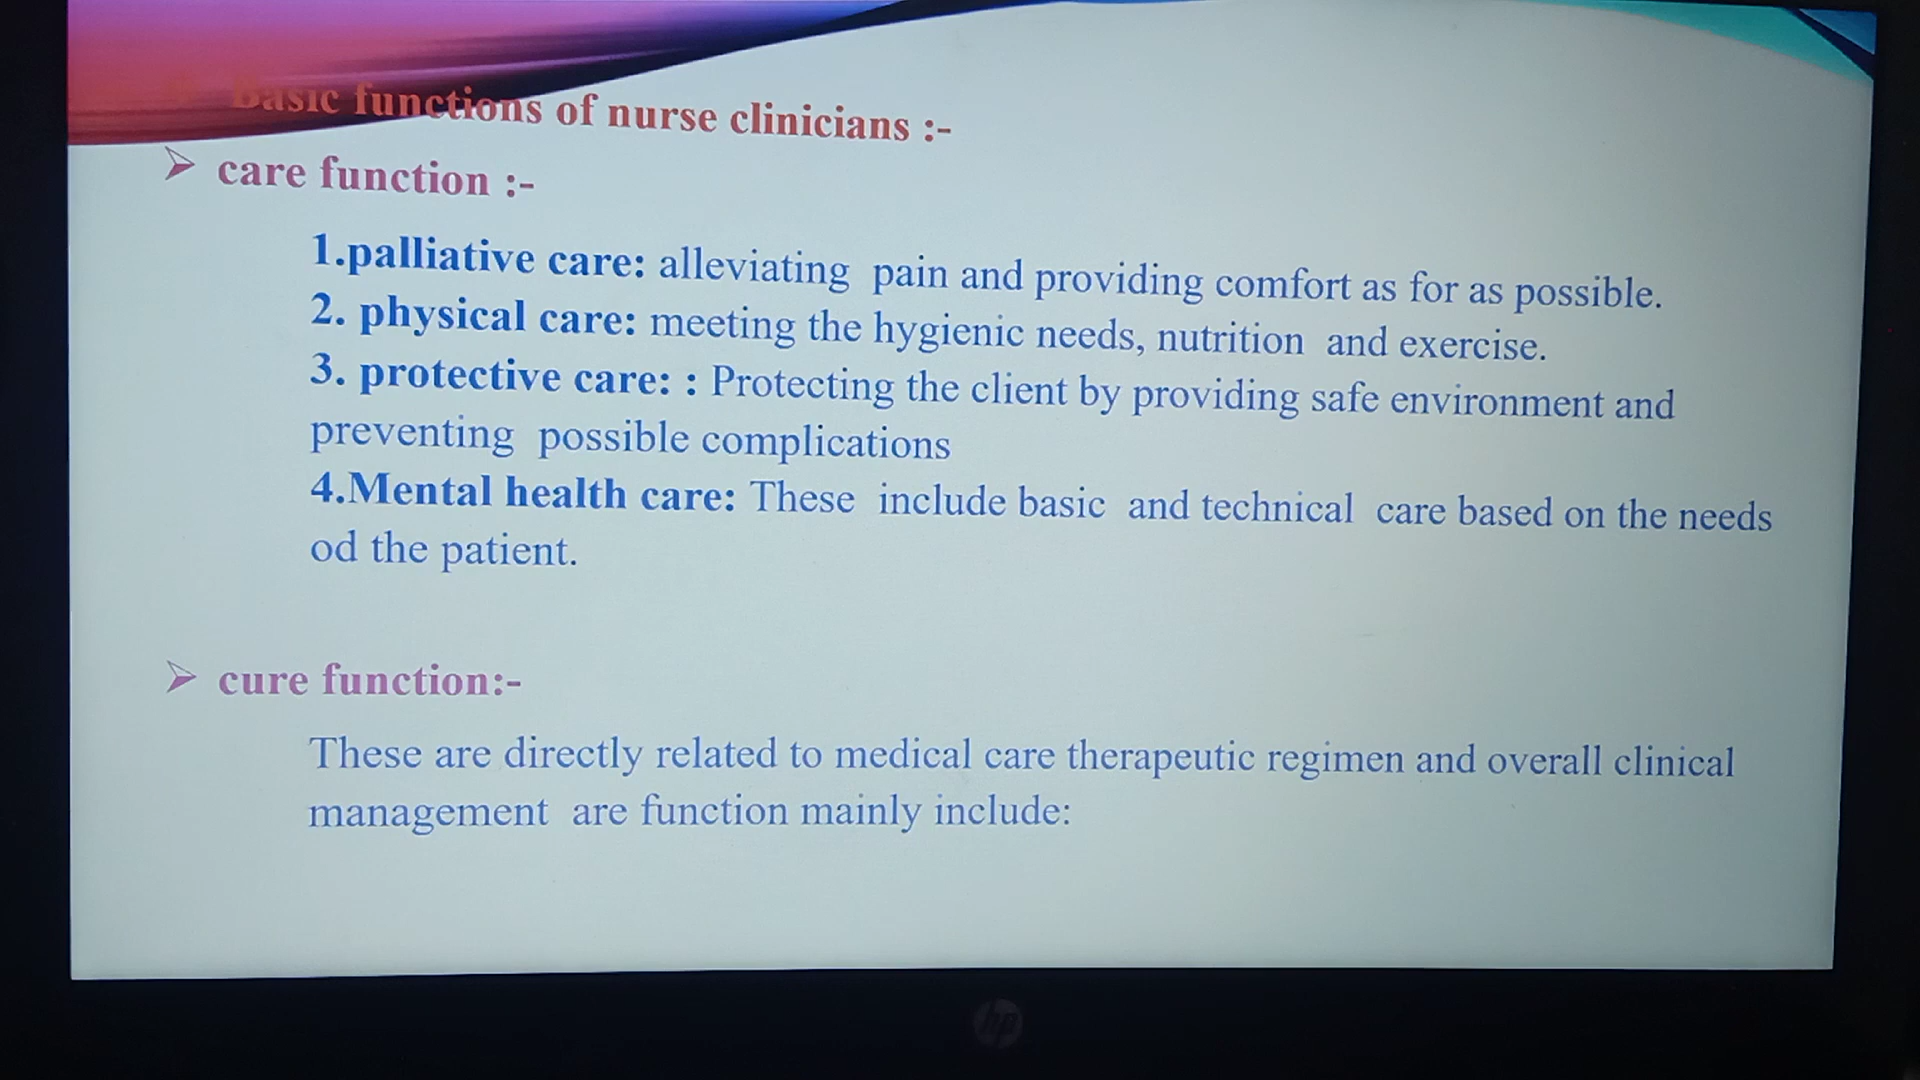 Basic functions of nurse clinicians :-
care function :-
1.palliative care: alleviating pain and providing comfort as for as possible.
2. physical care: meeting the hygienic needs, nutrition and exercise.
3. protective care: : Protecting the client by providing safe environment and
preventing possible complications
4.Mental health care: These include basic and technical care based on the needs
od the patient.
cure function:-
These are directly related to medical care therapeutic regimen and overall clinical
management are function mainly include:
hp